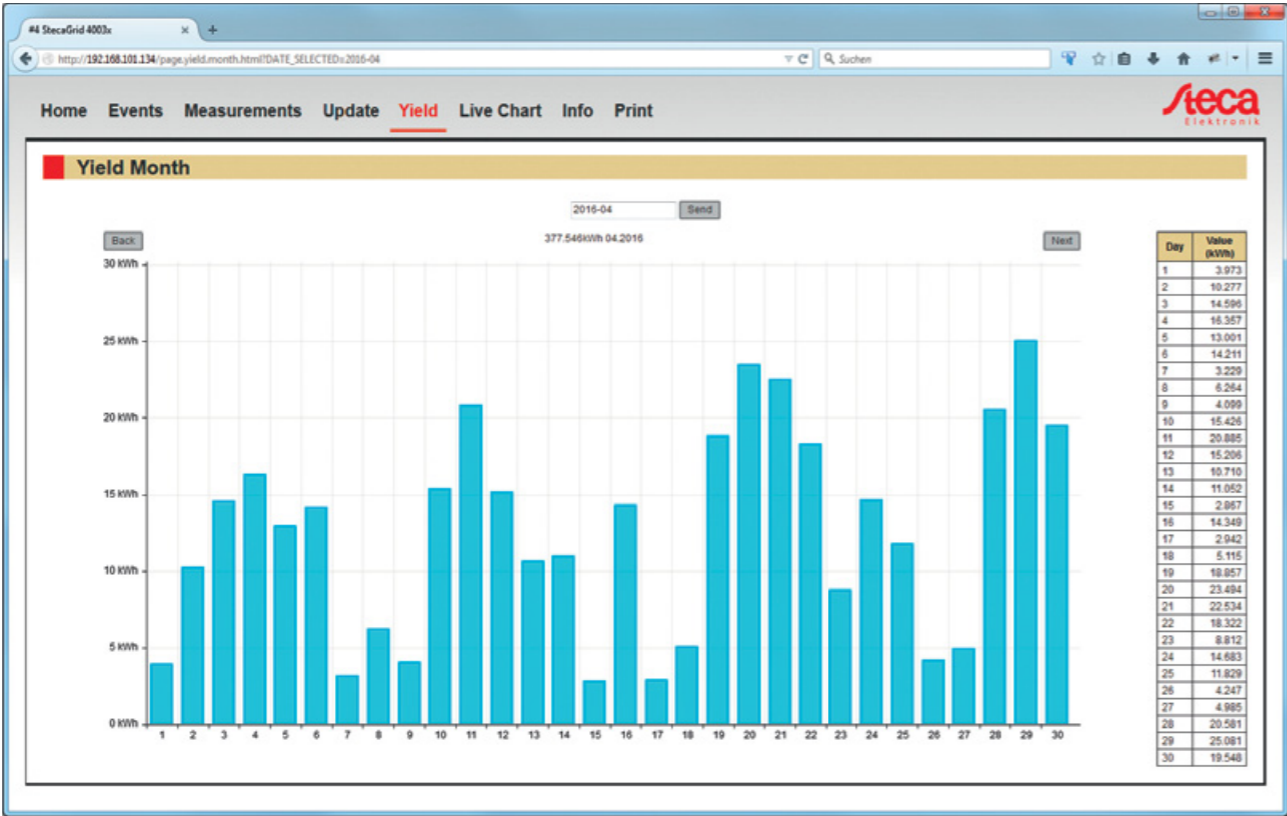 #4 StecaGrid 4003x
http://192.168.101.134/page.yield.month.html?DATE_SELECTED=2016-04
Suchen
Home Events Measurements Update Yield Live Chart Info Print
Steca
Elektronik
Yield Month
2016-04 Send
Back 377.546kWh 04.2016 Next
30 kWh
25 kWh
20 kWh
15 kWh
10 kWh
5 kWh
0 kWh
1 2 3 4 5 6 7 8 9 10 11 12 13 14 15 16 17 18 19 20 21 22 23 24 25 26 27 28 29 30
Day Value (kWh)
1 3.973
2 10.277
3 14.596
4 16.357
5 13.001
6 14.211
7 3.229
8 6.264
9 4.099
10 15.426
11 20.885
12 15.206
13 10.710
14 11.052
15 2.867
16 14.349
17 2.942
18 5.115
19 18.857
20 23.494
21 22.534
22 18.322
23 8.812
24 14.683
25 11.829
26 4.247
27 4.985
28 20.581
29 25.081
30 19.548